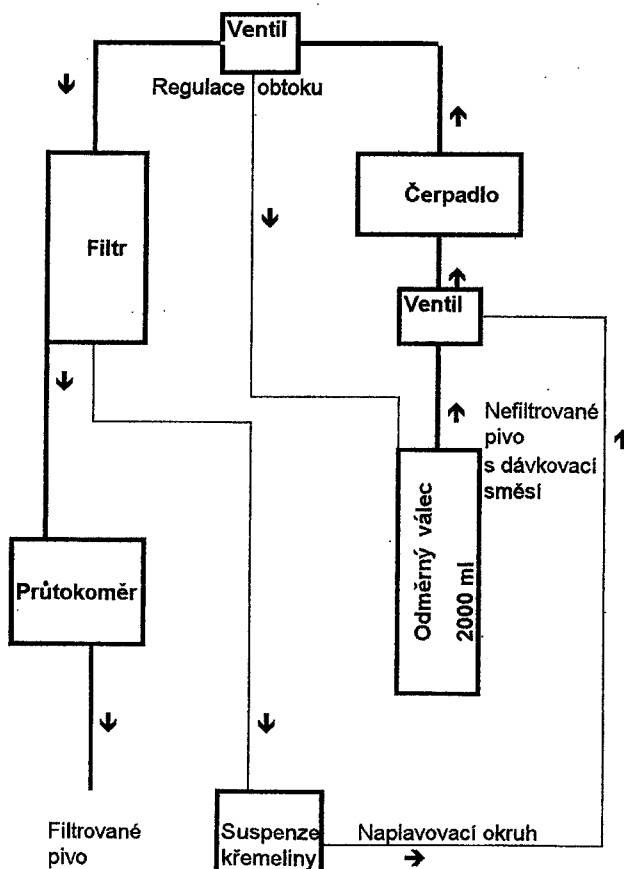 Ventil
Regulace obtoku
Čerpadlo
Filtr
Ventil
Nefiltrované
pivo
s dávkovací
směsí
Odměrný válec
2000 ml
Průtokoměr
Filtrované
pivo
Suspenze
křemeliny
Naplavovací okruh